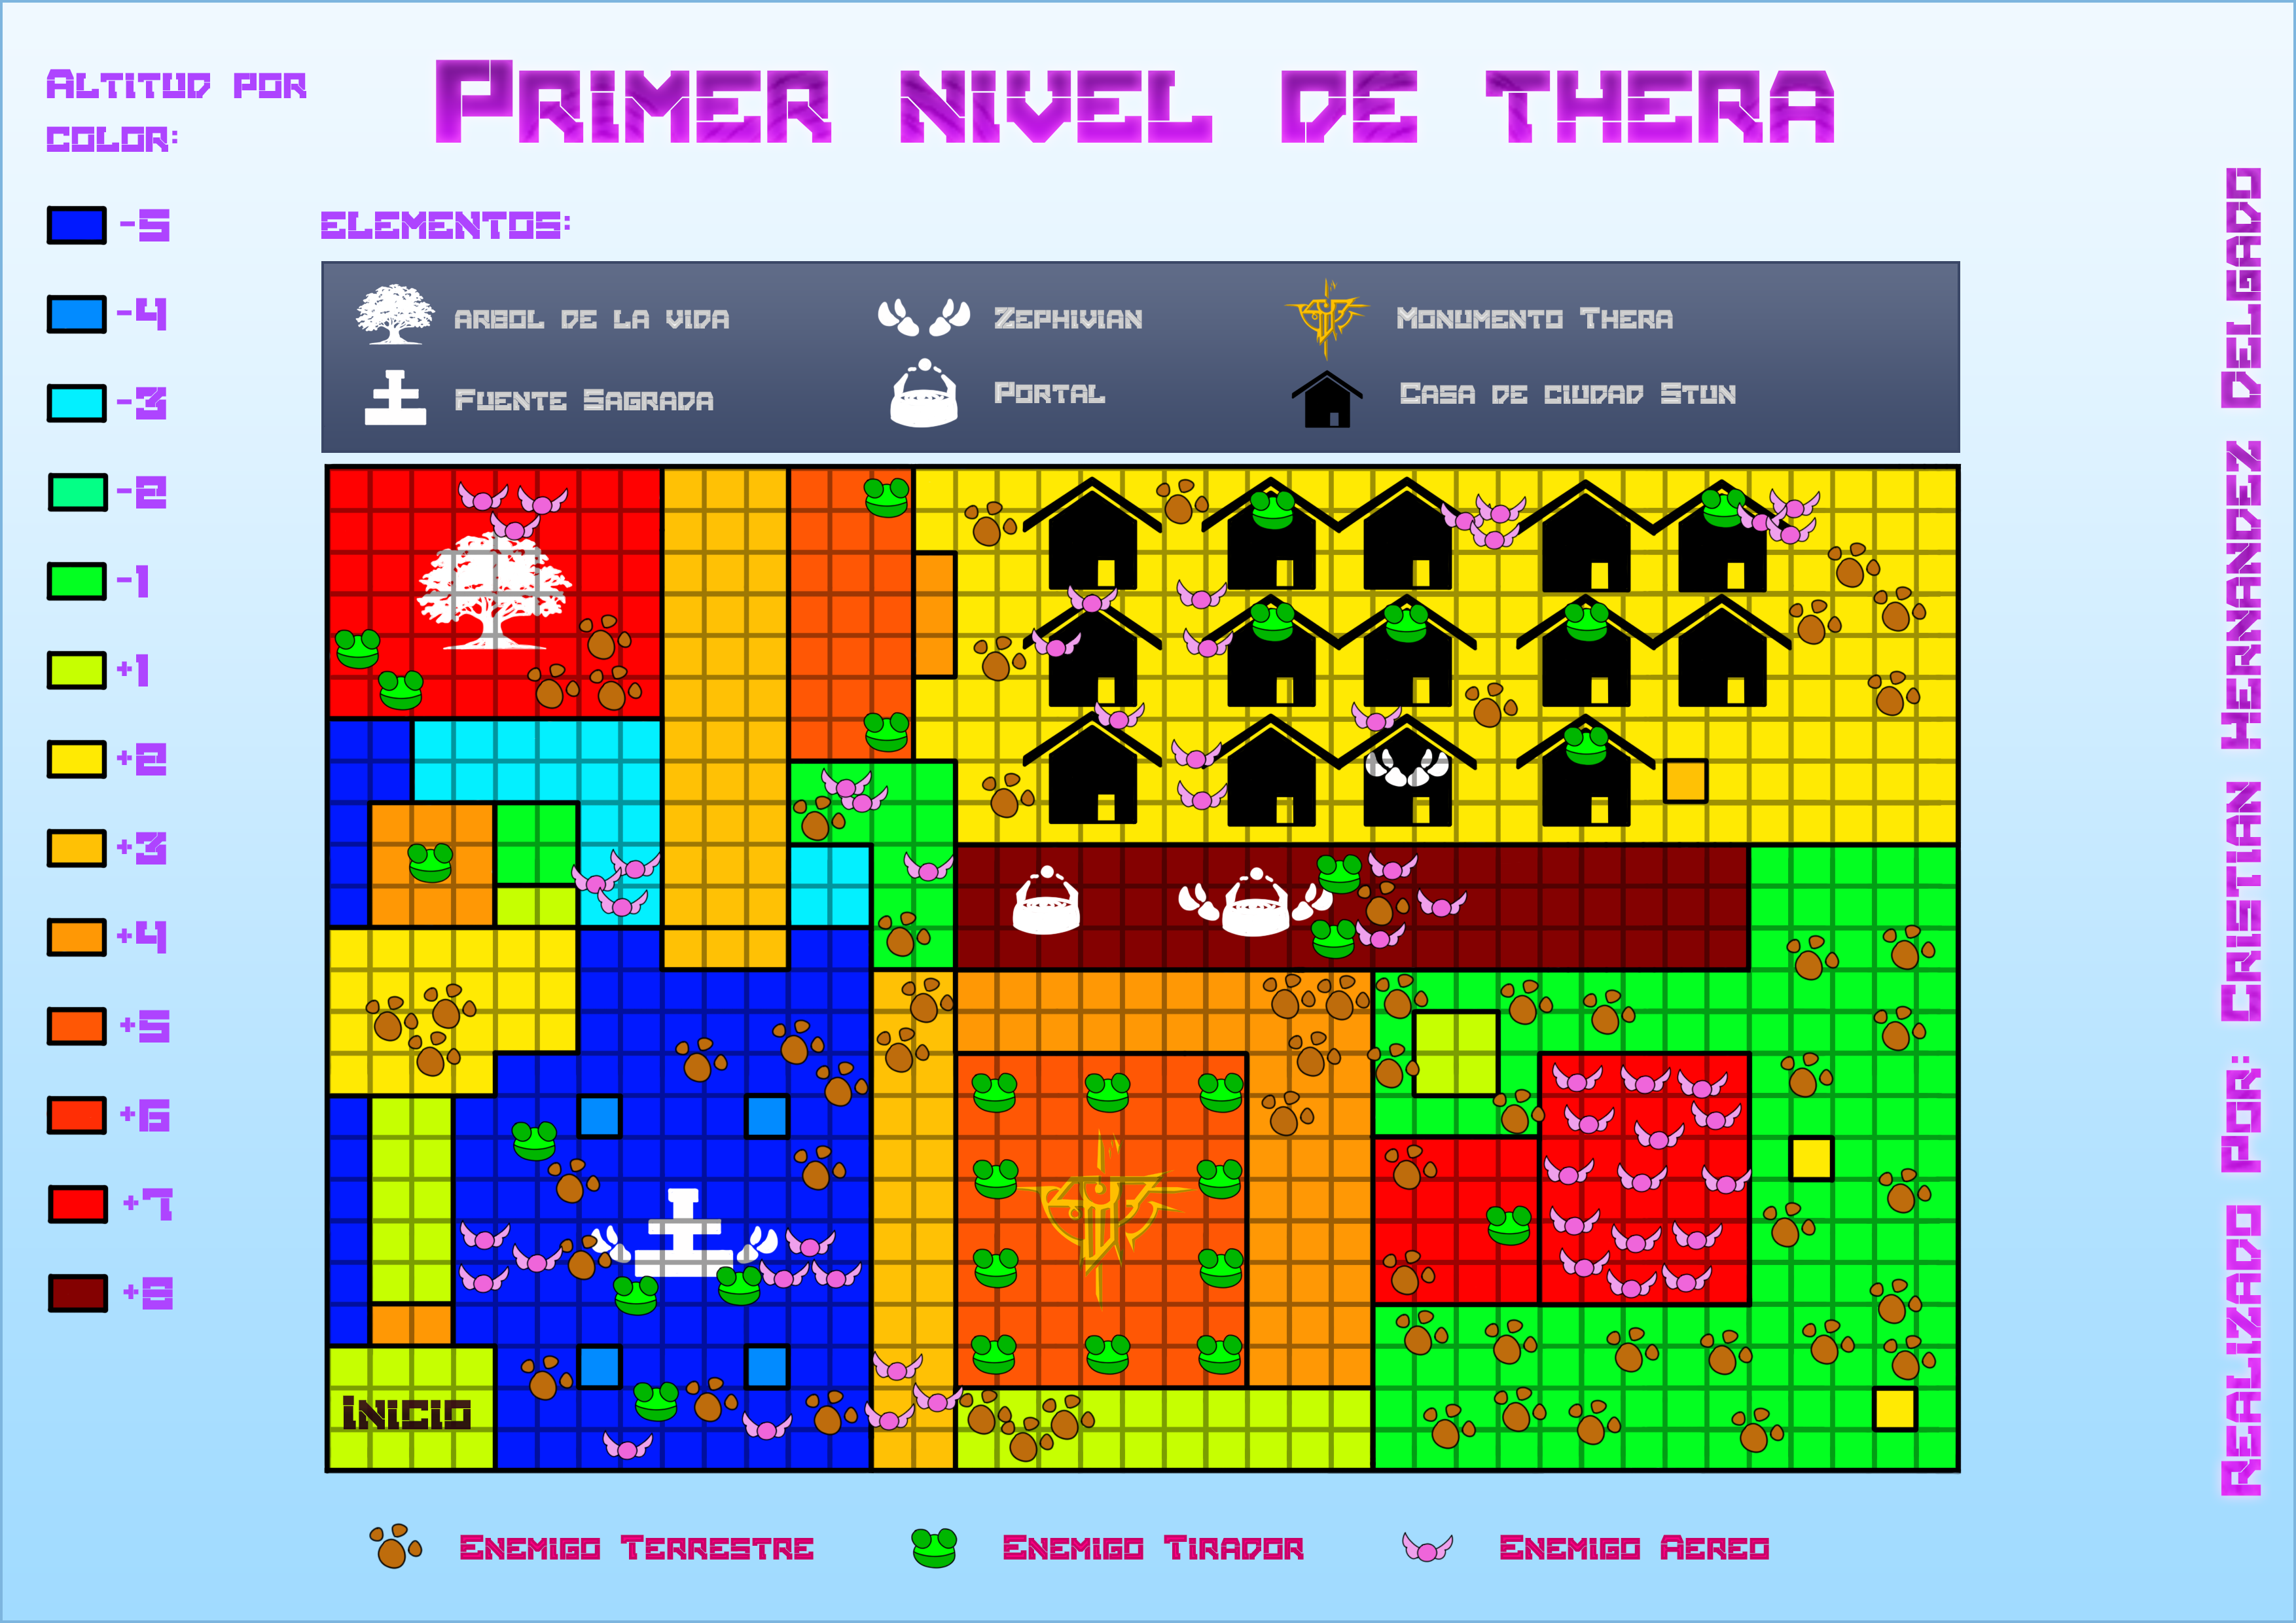 Primer nivel de thera
Altitud por
color:
-5
-4
-3
-2
-1
+1
+2
+3
+4
+5
+6
+7
+8
elementos:
arbol de la vida
Zephivian
Monumento Thera
Fuente Sagrada
Portal
Casa de ciudad Stun
Inicio
Enemigo Terrestre
Enemigo Tirador
Enemigo Aereo
Realizado por: Cristian Hernandez Delgado